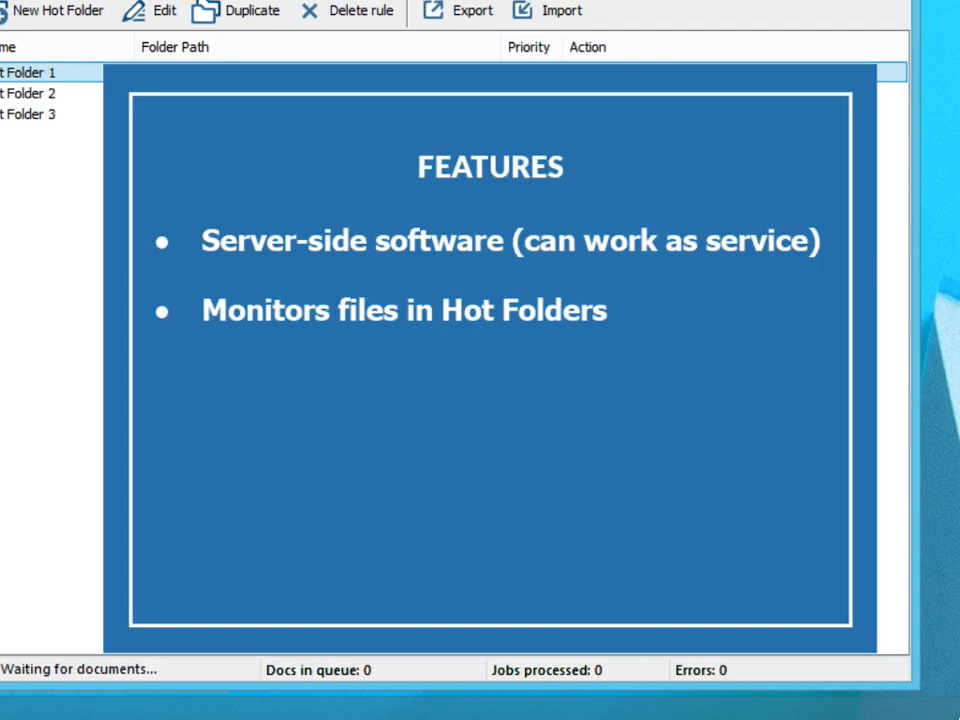 New Hot Folder Edit Duplicate Delete rule Export Import
Folder Path Priority Action
Folder 1
Folder 2
Folder 3
FEATURES
• Server-side software (can work as service)
• Monitors files in Hot Folders
Waiting for documents... Docs in queue: 0 Jobs processed: 0 Errors: 0